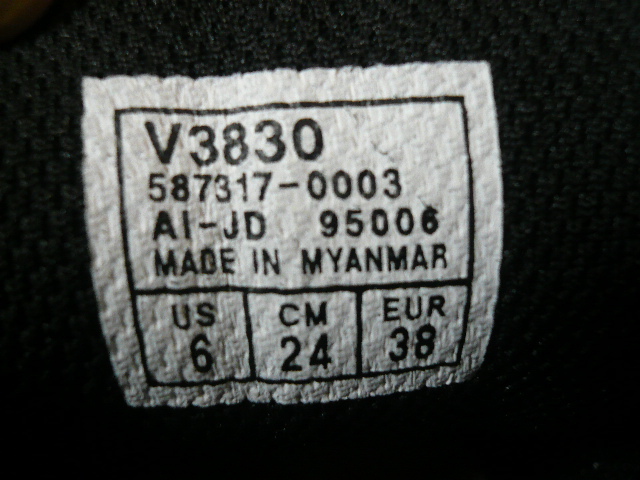 V3830
587317-0003
AI-JD 95006
MADE IN MYANMAR
US CM EUR
6 24 38